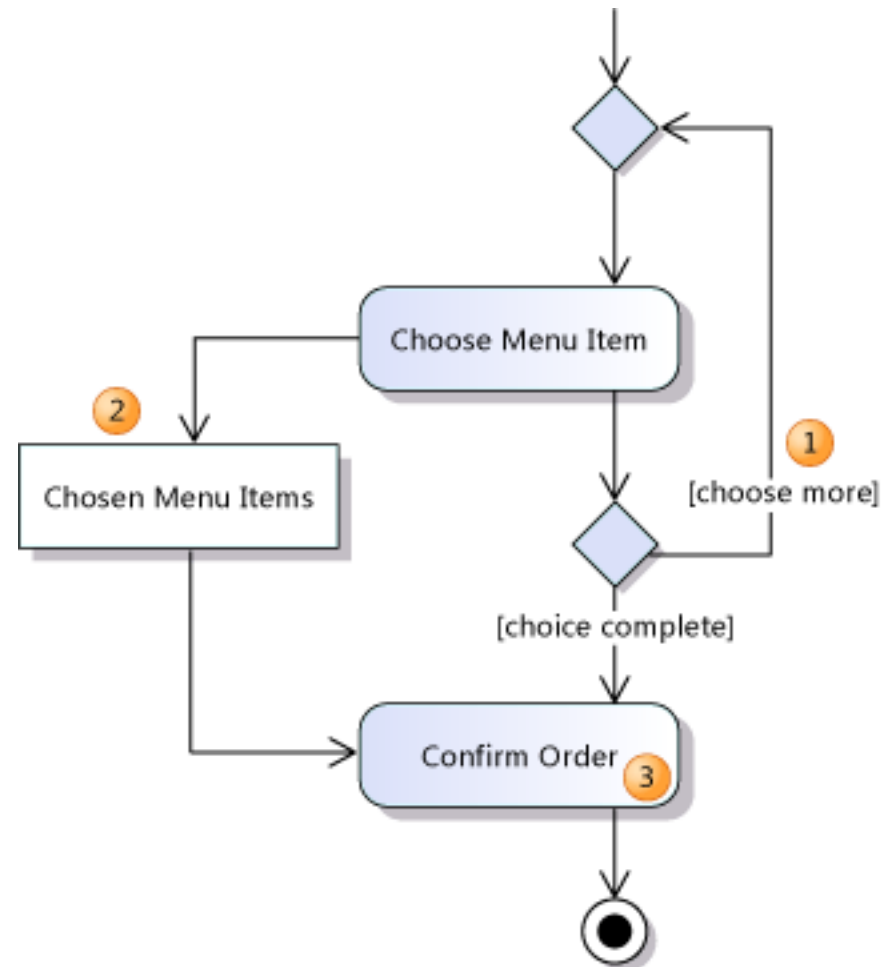 Choose Menu Item
2
Chosen Menu Items
1
[choose more]
[choice complete]
Confirm Order
3